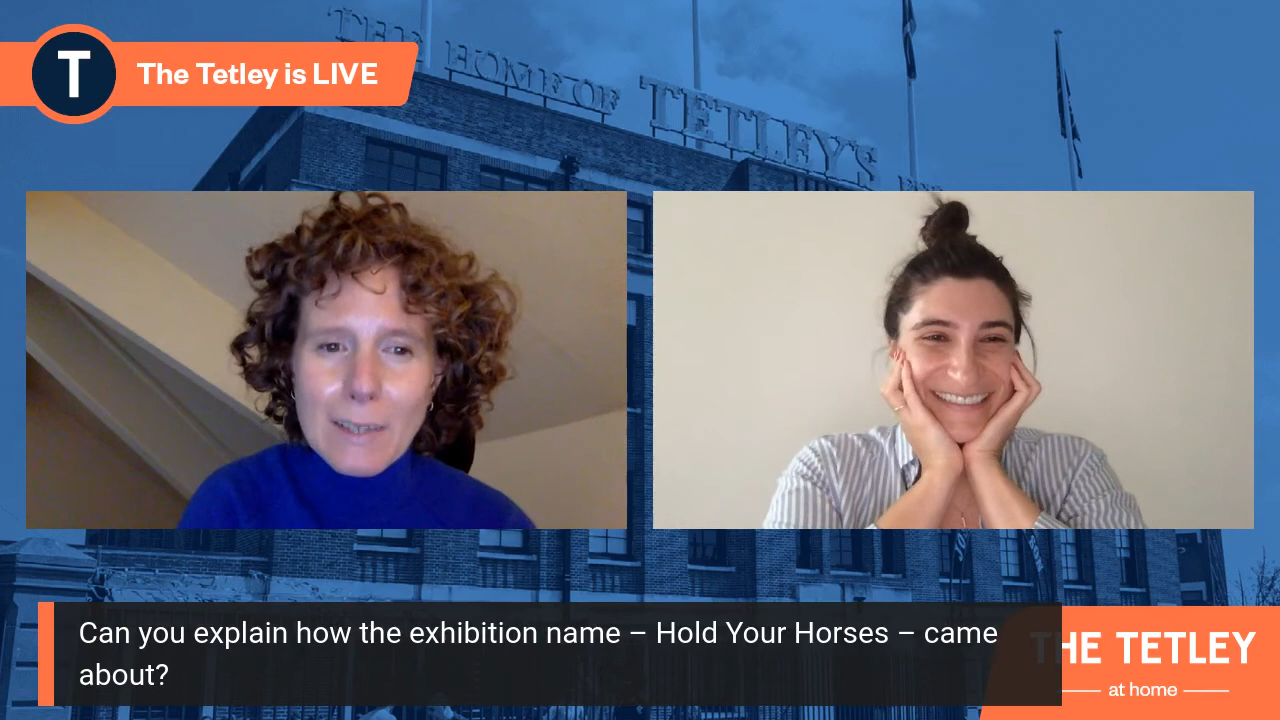 THE HOME OF TETLEY'S
T
The Tetley is LIVE
Can you explain how the exhibition name – Hold Your Horses – came
about?
THE TETLEY
at home